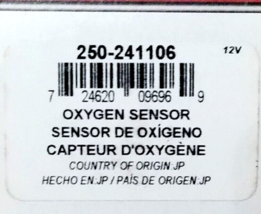 250-241106
12V
7 24620 09696 9
OXYGEN SENSOR
SENSOR DE OXÍGENO
CAPTEUR D'OXYGÈNE
COUNTRY OF ORIGIN:JP
HECHO EN:JP / PAÍS DE ORIGEN:JP